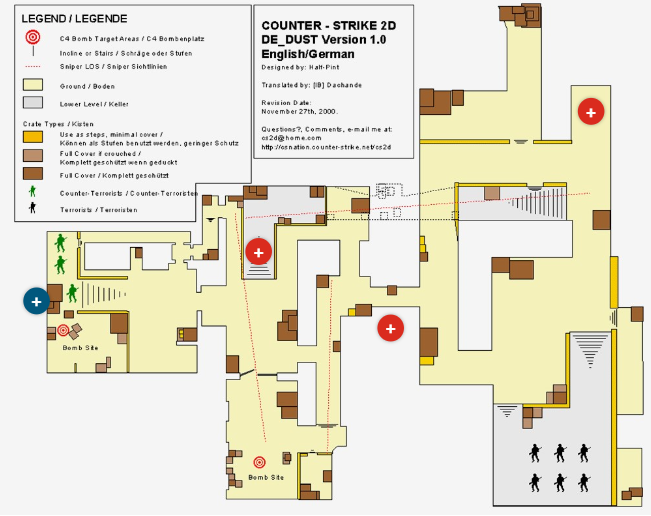 LEGEND / LEGENDE
C4 Bomb Target Areas / C4 Bombenplatz
Incline or Stairs / Schräge oder Stufen
Sniper LOS / Sniper Sichtlinien
Ground / Boden
Lower Level / Keller
Crate Types / Kisten
Use as steps, minimal cover /
Können als Stufen benutzt werden, geringer Schutz
Full Cover if crouched /
Komplett geschützt wenn geduckt
Full Cover / Komplett geschützt
Counter-Terrorists / Counter-Terroristen
Terrorists / Terroristen
COUNTER - STRIKE 2D
DE_DUST Version 1.0
English/German
Designed by: Half-Pint
Translated by: [IB] Dachande
Revision Date:
November 27th, 2000.
Questions?, Comments, e-mail me at:
cs2d@home.com
http://csnation.counter-strike.net/cs2d
Bomb Site
Bomb Site